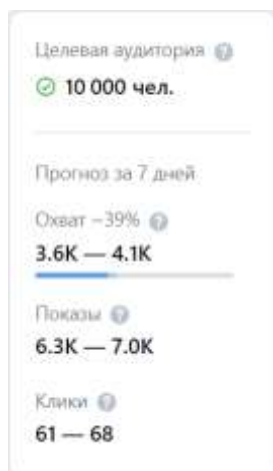 Целевая аудитория
10 000 чел.
Прогноз за 7 дней
Охват ~39%
3.6K — 4.1K
Показы
6.3K — 7.0K
Клики
61 — 68